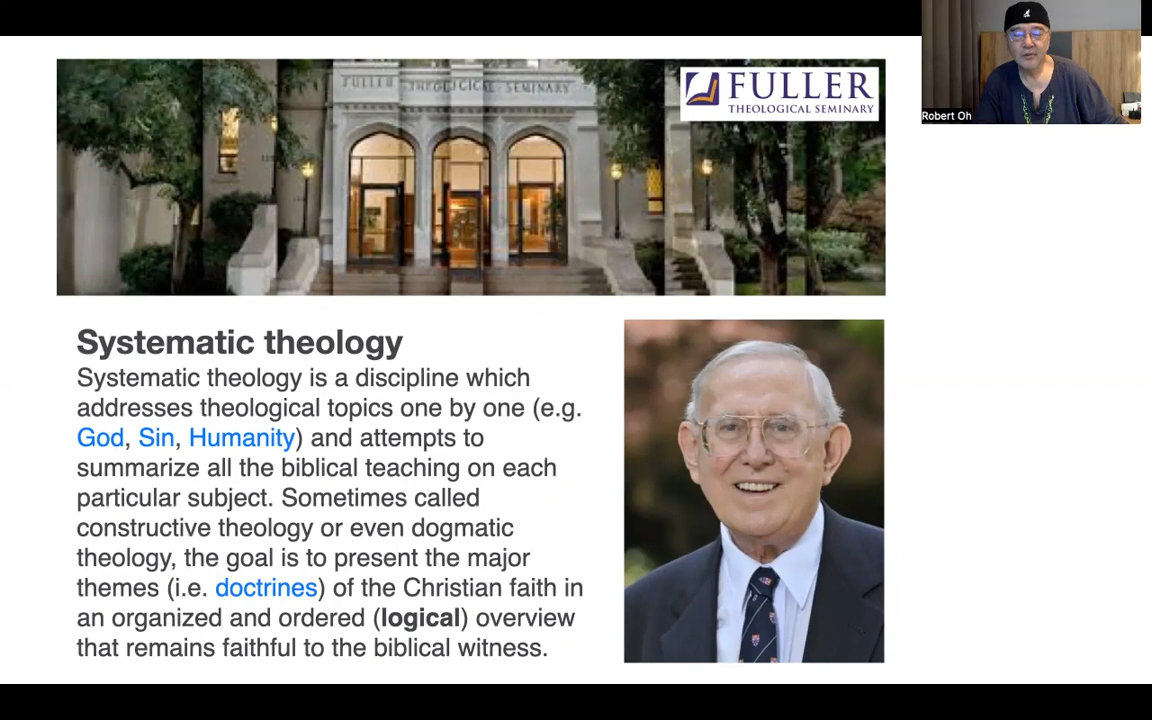 FULLER THEOLOGICAL SEMINARY
FULLER
THEOLOGICAL SEMINARY
Robert Oh
Systematic theology
Systematic theology is a discipline which
addresses theological topics one by one (e.g.
God, Sin, Humanity) and attempts to
summarize all the biblical teaching on each
particular subject. Sometimes called
constructive theology or even dogmatic
theology, the goal is to present the major
themes (i.e. doctrines) of the Christian faith in
an organized and ordered (logical) overview
that remains faithful to the biblical witness.